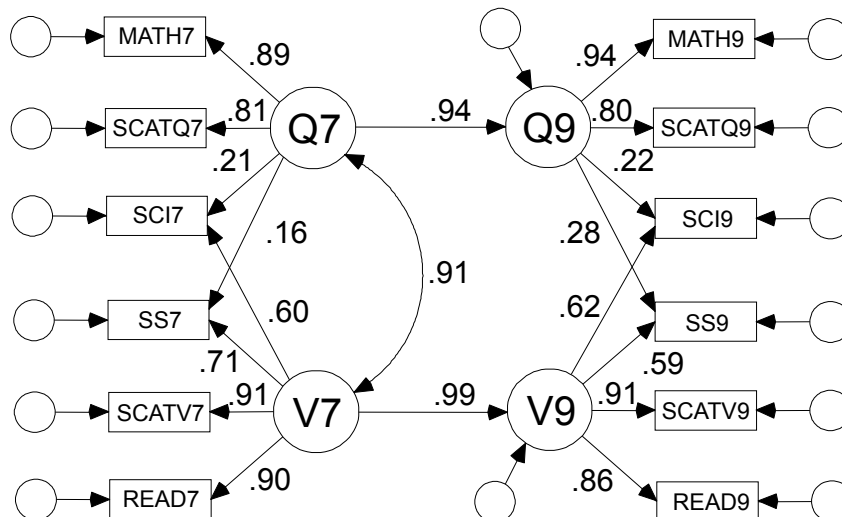 MATH7
.89
MATH9
.94
SCATQ7
.81
Q7
.94
Q9
.80
SCATQ9
.21
.22
SCI7
SCI9
.16
.28
.91
SS7
.60
.62
SS9
.71
.59
SCATV7
.91
V7
.99
V9
.91
SCATV9
.90
.86
READ7
READ9